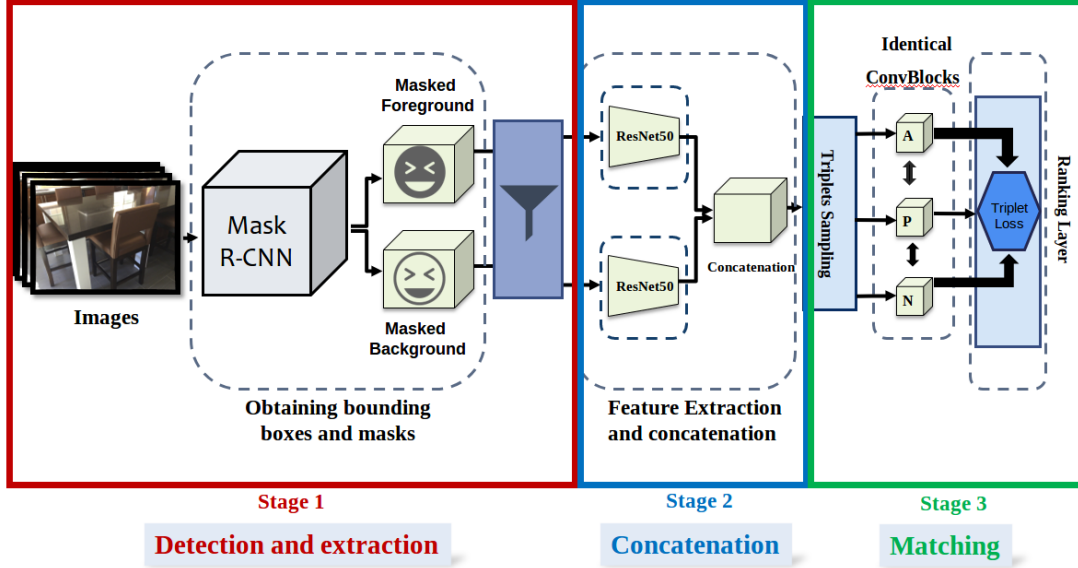 Images
Mask
R-CNN
Masked
Foreground
Masked
Background
Obtaining bounding
boxes and masks
ResNet50
ResNet50
Concatenation
Feature Extraction
and concatenation
Triplets Sampling
Identical
ConvBlocks
A
P
N
Triplet
Loss
Ranking Layer
Stage 1
Detection and extraction
Stage 2
Concatenation
Stage 3
Matching